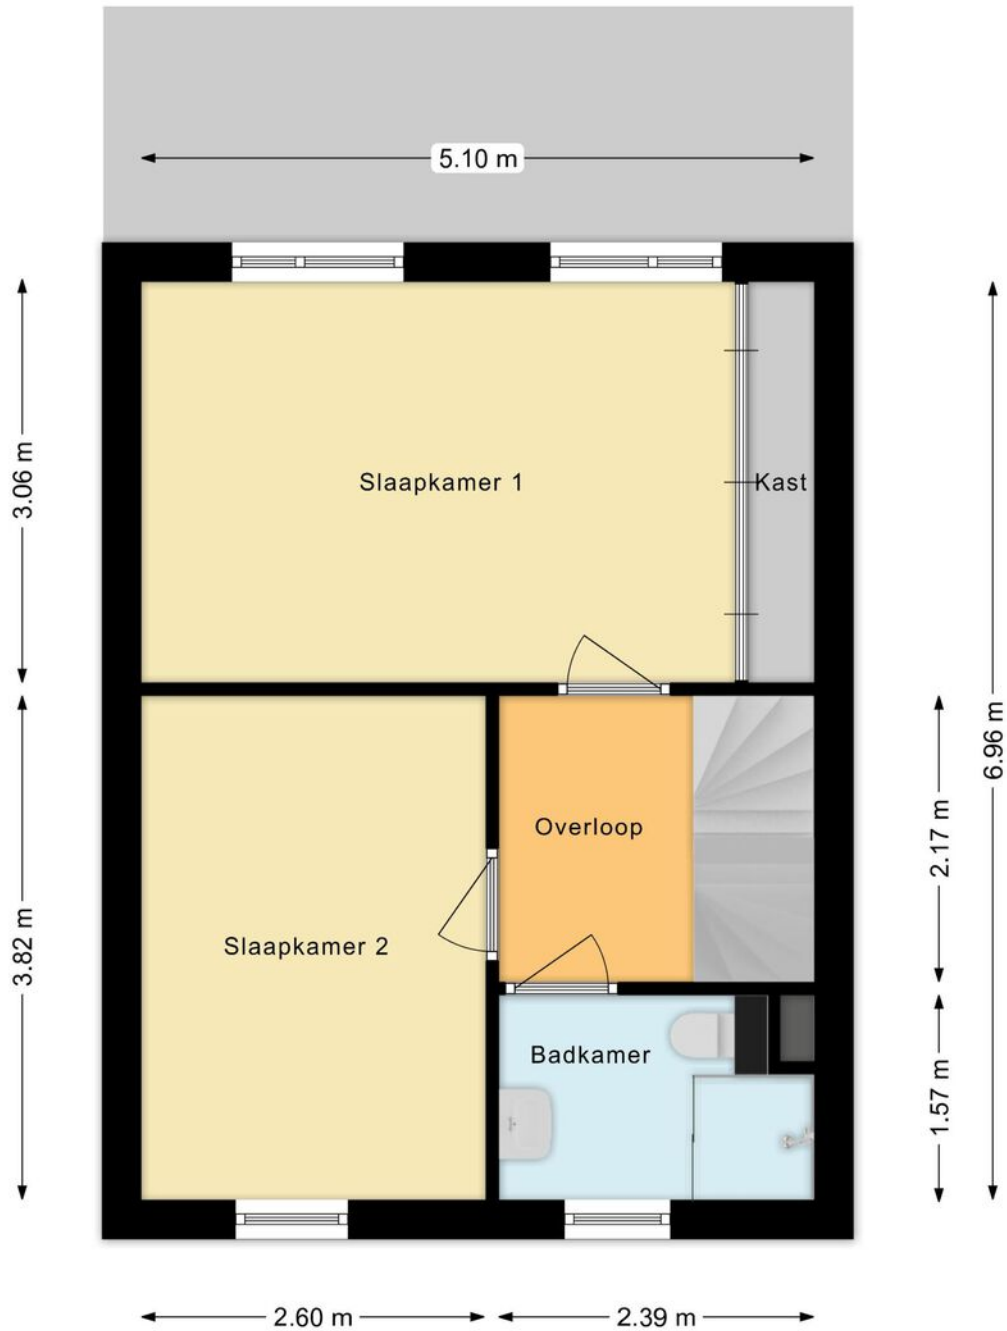 5.10 m
3.06 m
Slaapkamer 1
Kast
6.96 m
Overloop
2.17 m
Slaapkamer 2
3.82 m
Badkamer
1.57 m
2.60 m
2.39 m